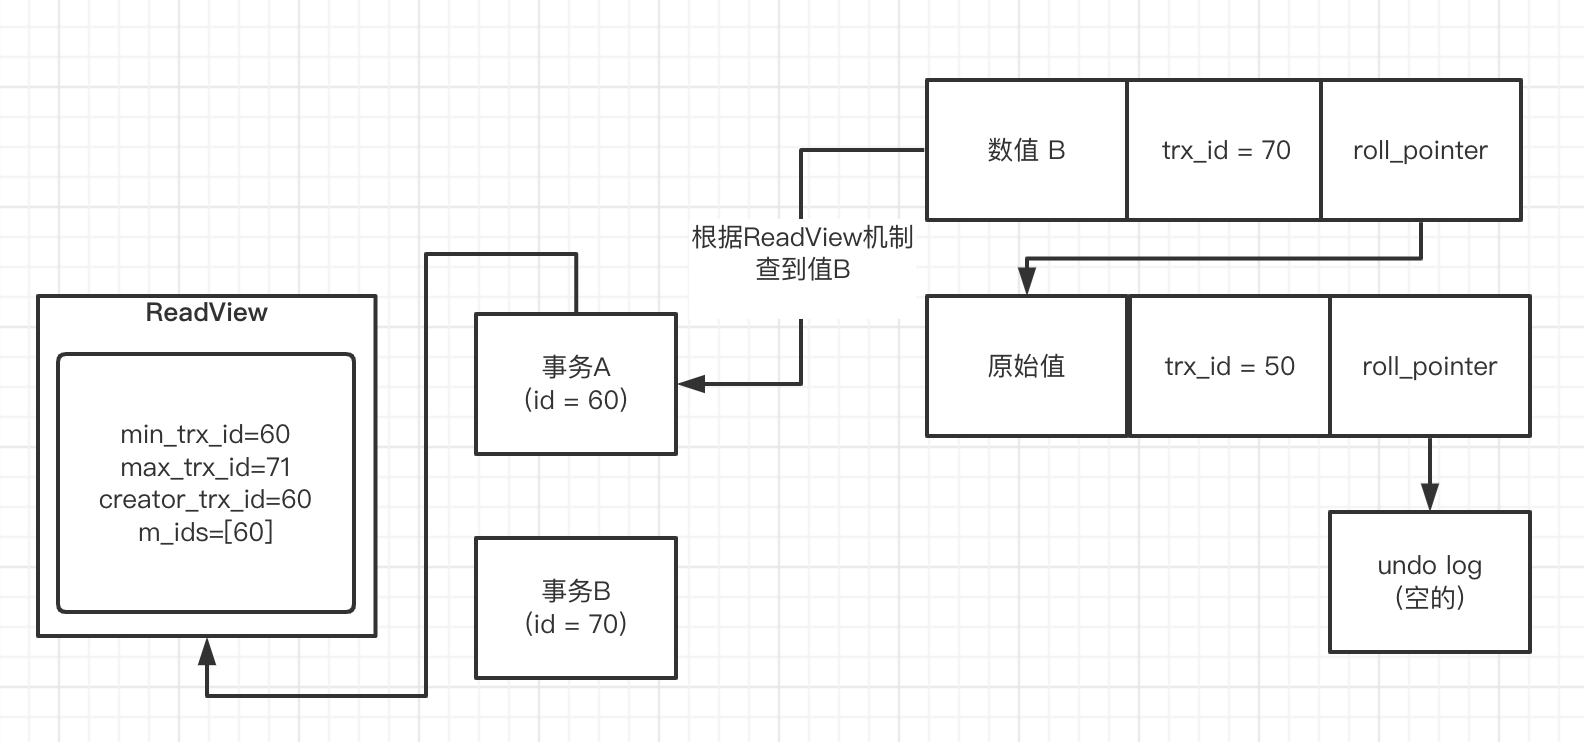 ReadView
min_trx_id=60
max_trx_id=71
creator_trx_id=60
m_ids=[60]
事务A
(id = 60)
事务B
(id = 70)
根据ReadView机制
查到值B
数值 B
trx_id = 70
roll_pointer
原始值
trx_id = 50
roll_pointer
undo log
(空的)